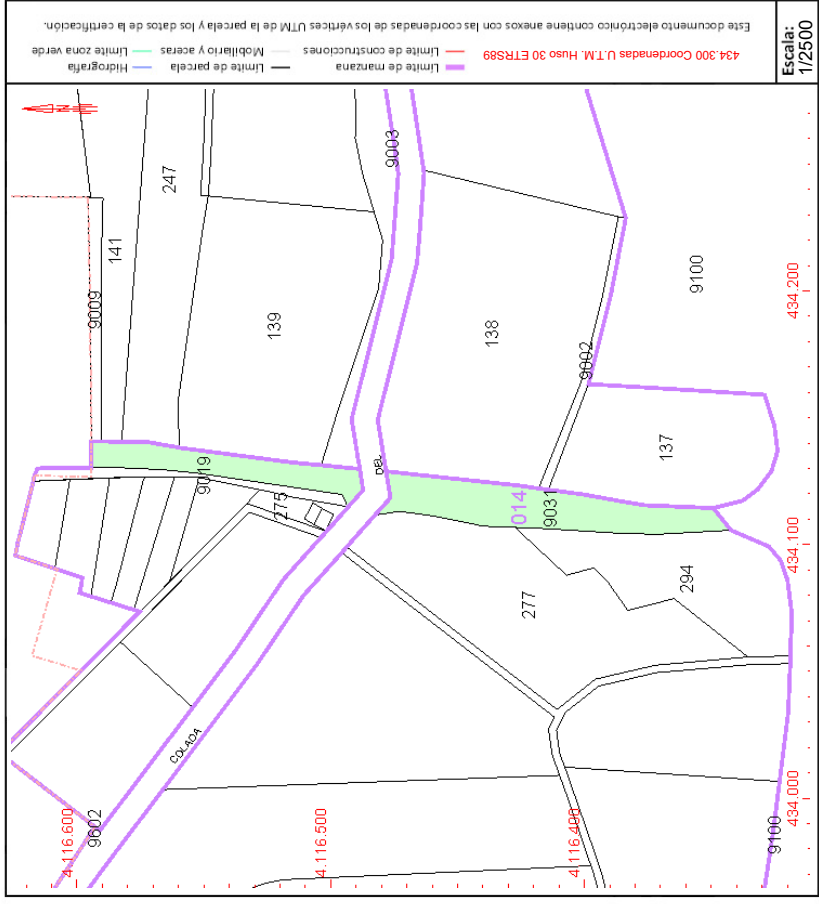 Este documento electrónico contiene anexos con las coordenadas de los vértices UTM de la parcela y los datos de la certificación.
434.300 Coordenadas U.T.M. Huso 30 ETRS89
Límite de manzana
Límite de construcciones
Límite de parcela
Mobiliario y aceras
Hidrografía
Límite zona verde
Escala:
1/2500
247
141
9009
9003
139
138
9100
434.200
9002
137
9019
DEL
275
014
9031
434.100
277
294
COLADA
9602
4.116.600
4.116.500
4.116.400
434.000
9100